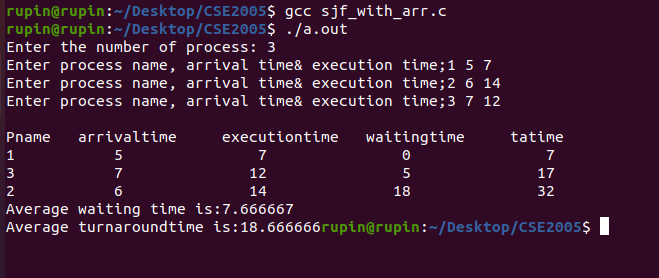 rupin@rupin:~/Desktop/CSE2005$ gcc sjf_with_arr.c
rupin@rupin:~/Desktop/CSE2005$ ./a.out
Enter the number of process: 3
Enter process name, arrival time& execution time;1 5 7
Enter process name, arrival time& execution time;2 6 14
Enter process name, arrival time& execution time;3 7 12
Pname arrivaltime executiontime waitingtime tatime
1 5 7 0 7
3 7 12 5 17
2 6 14 18 32
Average waiting time is:7.666667
Average turnaroundtime is:18.666666rupin@rupin:~/Desktop/CSE2005$